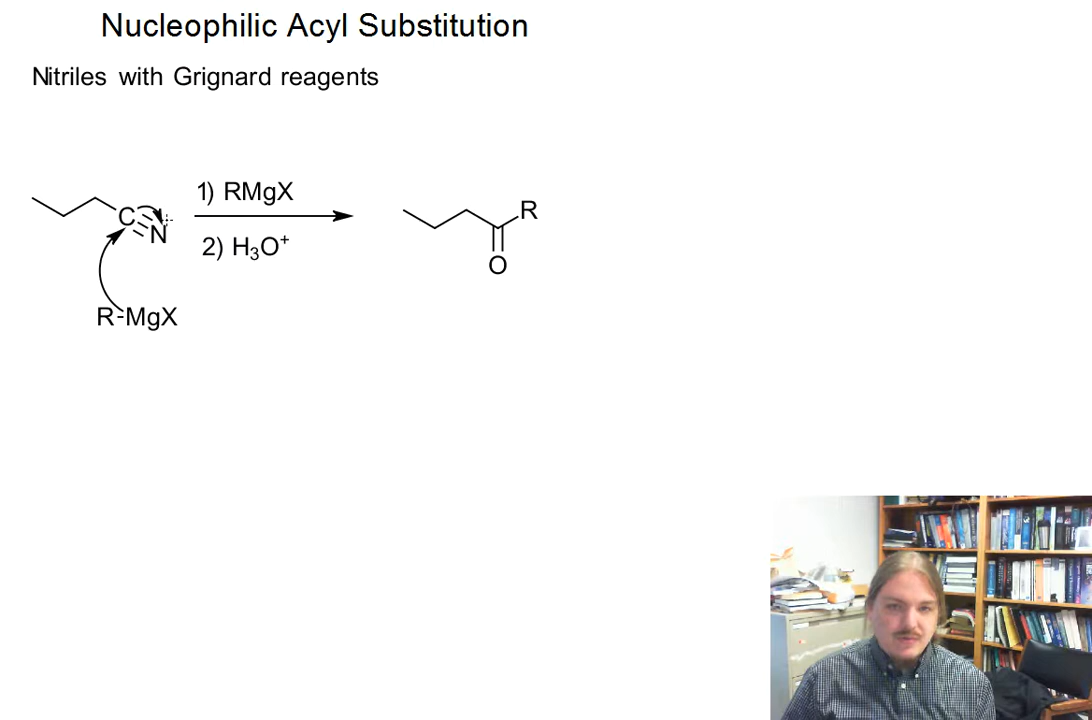 Nucleophilic Acyl Substitution
Nitriles with Grignard reagents
1) RMgX
C N
2) H₃O⁺
R
O
R-MgX